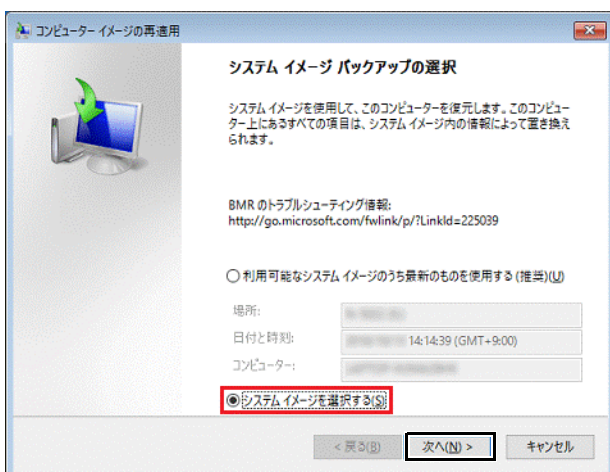 コンピューター イメージの再適用
システム イメージ バックアップの選択
システム イメージを使用して、このコンピューターを復元します。このコンピュー
ター上にあるすべての項目は、システム イメージ内の情報によって置き換え
られます。
BMR のトラブルシューティング情報:
http://go.microsoft.com/fwlink/p/?LinkId=225039
利用可能なシステム イメージのうち最新のものを使用する (推奨)(U)
場所:
日付と時刻: 14:14:39 (GMT+9:00)
コンピューター:
システム イメージを選択する(S)
< 戻る(B) 次へ(N) > キャンセル